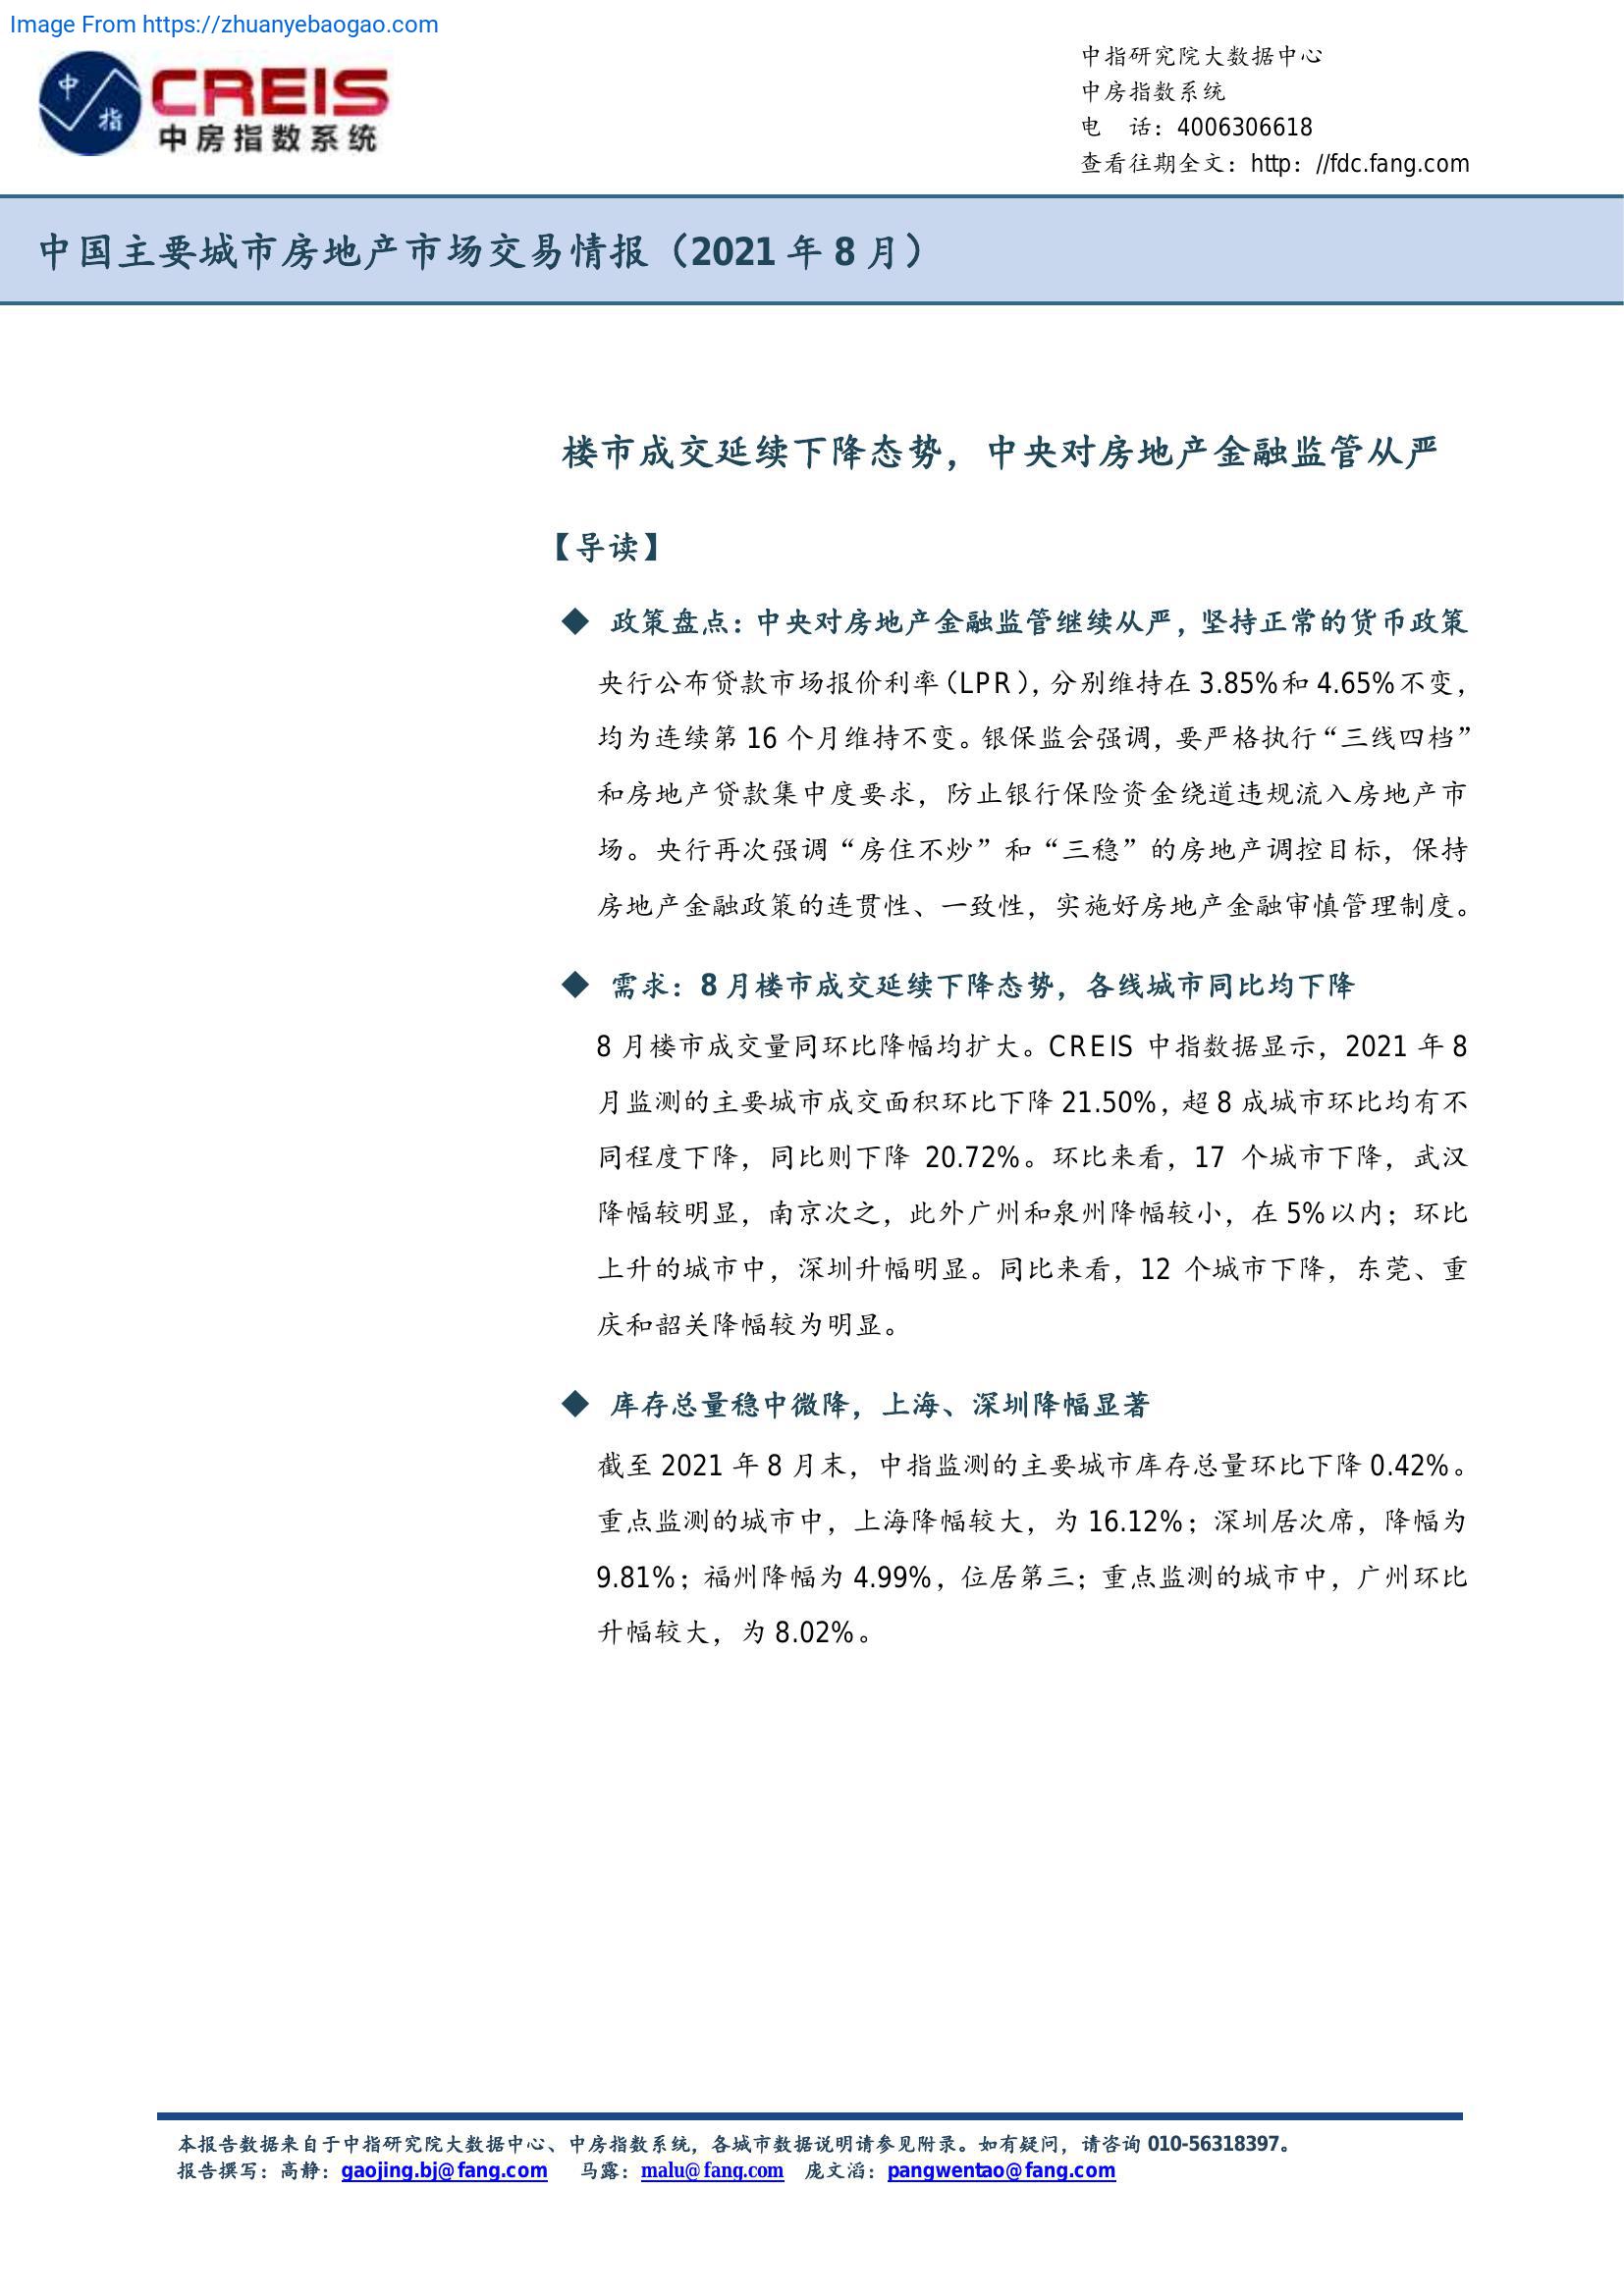 Image From https://zhuanyebaogao.com
中 指
CREIS
中房指数系统
中指研究院大数据中心
中房指数系统
电 话：4006306618
查看往期全文：http：//fdc.fang.com
中国主要城市房地产市场交易情报（2021 年 8 月）
楼市成交延续下降态势，中央对房地产金融监管从严
【导读】
◆ 政策盘点：中央对房地产金融监管继续从严，坚持正常的货币政策
央行公布贷款市场报价利率（LPR），分别维持在 3.85%和 4.65%不变，
均为连续第 16 个月维持不变。银保监会强调，要严格执行“三线四档”
和房地产贷款集中度要求，防止银行保险资金绕道违规流入房地产市
场。央行再次强调“房住不炒”和“三稳”的房地产调控目标，保持
房地产金融政策的连贯性、一致性，实施好房地产金融审慎管理制度。
◆ 需求：8 月楼市成交延续下降态势，各线城市同比均下降
8 月楼市成交量同环比降幅均扩大。CREIS 中指数据显示，2021 年 8
月监测的主要城市成交面积环比下降 21.50%，超 8 成城市环比均有不
同程度下降，同比则下降 20.72%。环比来看，17 个城市下降，武汉
降幅较明显，南京次之，此外广州和泉州降幅较小，在 5%以内；环比
上升的城市中，深圳升幅明显。同比来看，12 个城市下降，东莞、重
庆和韶关降幅较为明显。
◆ 库存总量稳中微降，上海、深圳降幅显著
截至 2021 年 8 月末，中指监测的主要城市库存总量环比下降 0.42%。
重点监测的城市中，上海降幅较大，为 16.12%；深圳居次席，降幅为
9.81%；福州降幅为 4.99%，位居第三；重点监测的城市中，广州环比
升幅较大，为 8.02%。
本报告数据来自于中指研究院大数据中心、中房指数系统，各城市数据说明请参见附录。如有疑问，请咨询 010-56318397。
报告撰写：高静：gaojing.bj@fang.com 马露：malu@fang.com 庞文滔：pangwentao@fang.com